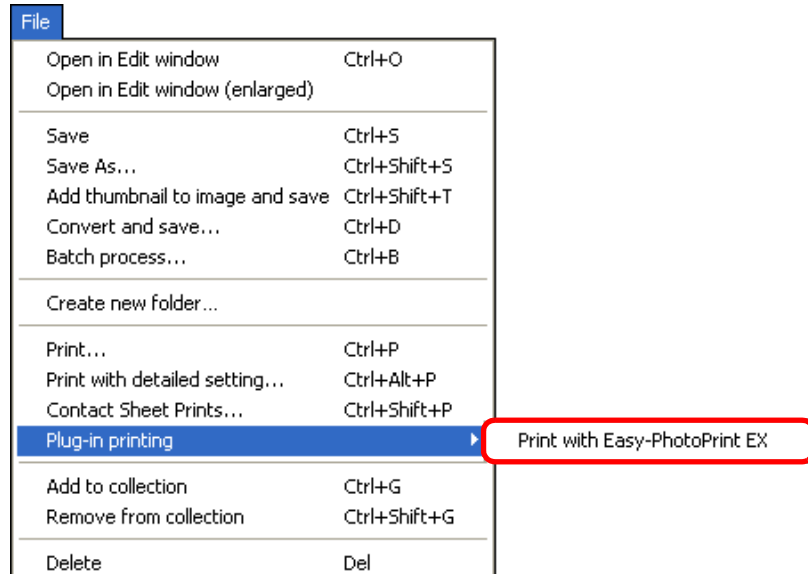 File
Open in Edit window Ctrl+O
Open in Edit window (enlarged)
Save Ctrl+S
Save As... Ctrl+Shift+S
Add thumbnail to image and save Ctrl+Shift+T
Convert and save... Ctrl+D
Batch process... Ctrl+B
Create new folder...
Print... Ctrl+P
Print with detailed setting... Ctrl+Alt+P
Contact Sheet Prints... Ctrl+Shift+P
Plug-in printing Print with Easy-PhotoPrint EX
Add to collection Ctrl+G
Remove from collection Ctrl+Shift+G
Delete Del